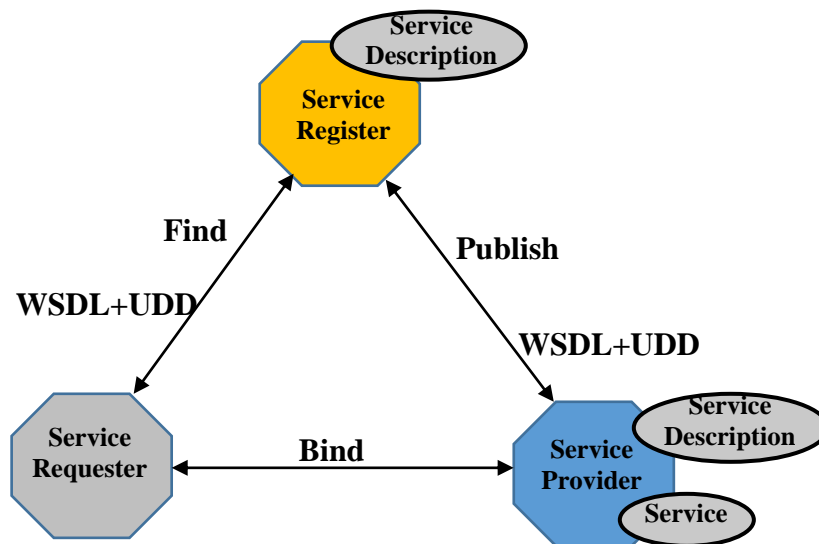 Service
Description
Service
Register
Find
Publish
WSDL+UDD
WSDL+UDD
Service
Requester
Bind
Service
Description
Service
Provider
Service